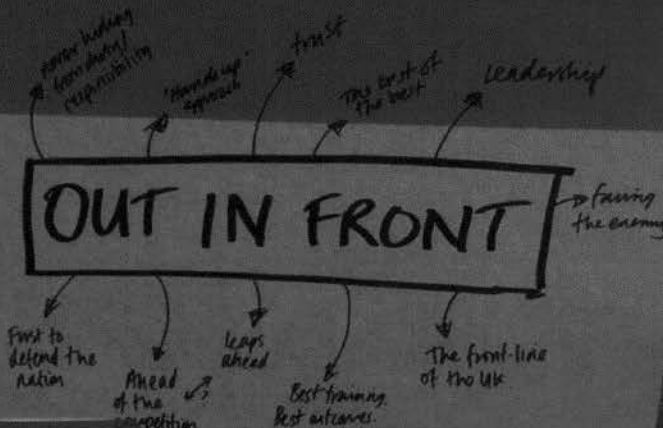 never hiding
from duty/
responsibility
'Hands up'
approach
trust
The best of
the best
Leadership
OUT IN FRONT
facing
the enemy
First to
defend the
nation
Ahead
of the
competition
?
leaps
ahead
Best training.
Best outcomes.
The front-line
of the UK